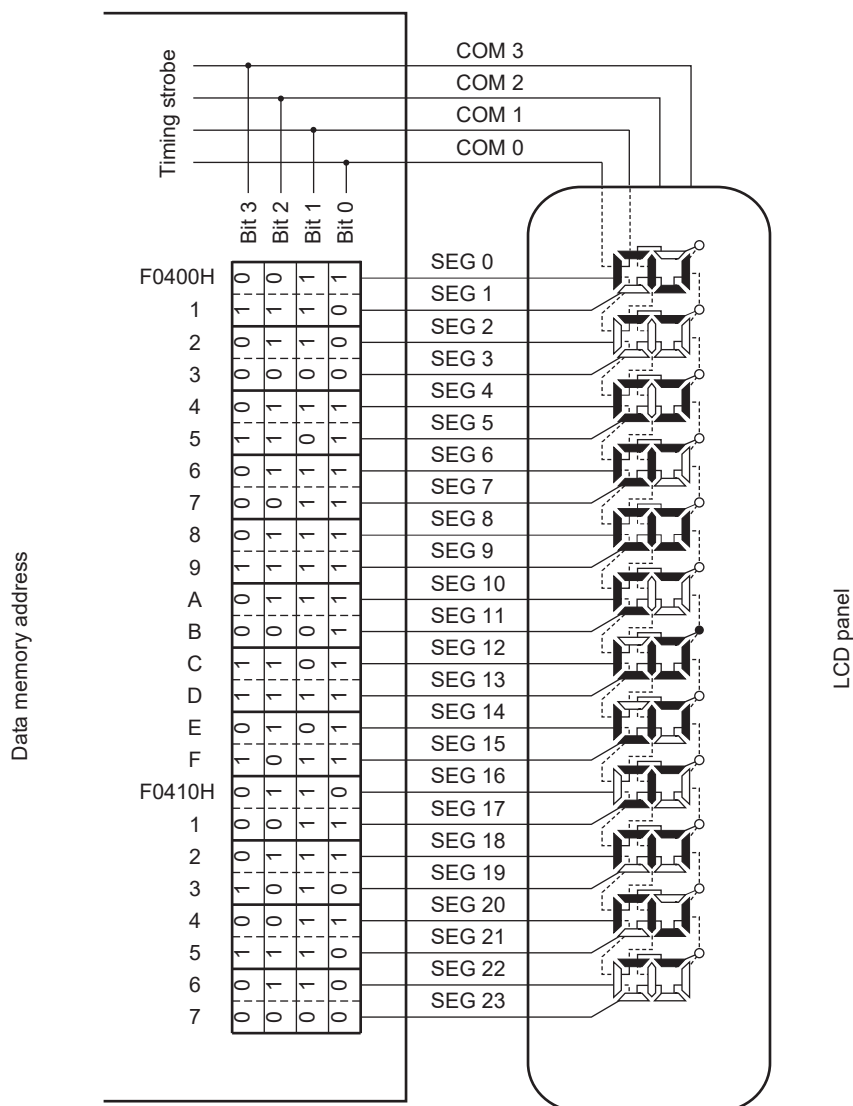 Timing strobe
COM 3
COM 2
COM 1
COM 0
Bit 3 Bit 2 Bit 1 Bit 0
F0400H 0 0 1 1 SEG 0
1 1 1 1 0 SEG 1
2 0 1 1 0 SEG 2
3 0 0 0 0 SEG 3
4 0 1 1 1 SEG 4
5 1 1 0 1 SEG 5
6 0 1 1 1 SEG 6
7 0 0 1 1 SEG 7
8 0 1 1 1 SEG 8
9 1 1 1 1 SEG 9
A 0 1 1 1 SEG 10
B 0 0 0 1 SEG 11
C 1 1 0 1 SEG 12
D 1 1 1 1 SEG 13
E 0 1 0 1 SEG 14
F 1 0 1 1 SEG 15
F0410H 0 1 1 0 SEG 16
1 0 0 1 1 SEG 17
2 0 1 1 1 SEG 18
3 1 0 1 0 SEG 19
4 0 0 1 1 SEG 20
5 1 1 1 0 SEG 21
6 0 1 1 0 SEG 22
7 0 0 0 0 SEG 23
Data memory address
LCD panel